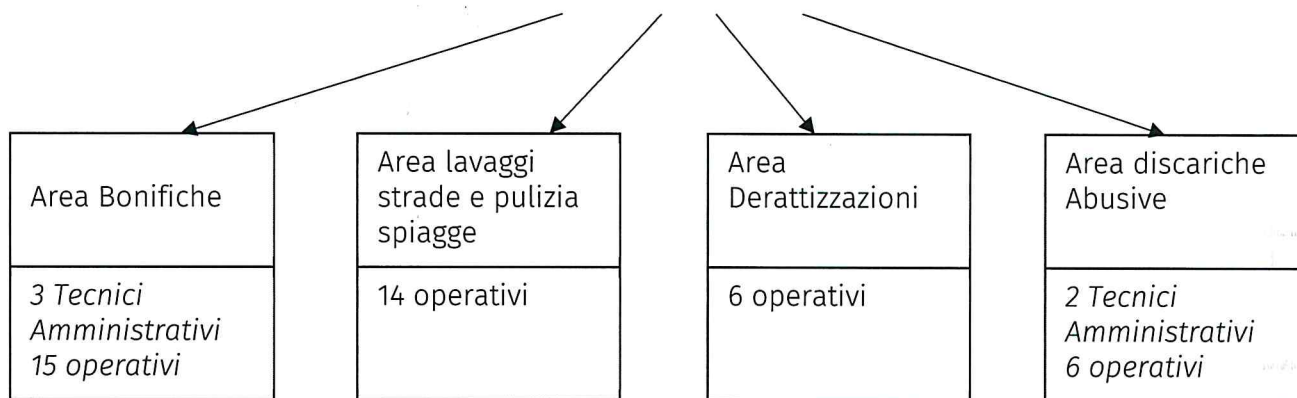 Area Bonifiche
3 Tecnici
Amministrativi
15 operativi
Area lavaggi
strade e pulizia
spiagge
14 operativi
Area
Derattizzazioni
6 operativi
Area discariche
Abusive
2 Tecnici
Amministrativi
6 operativi